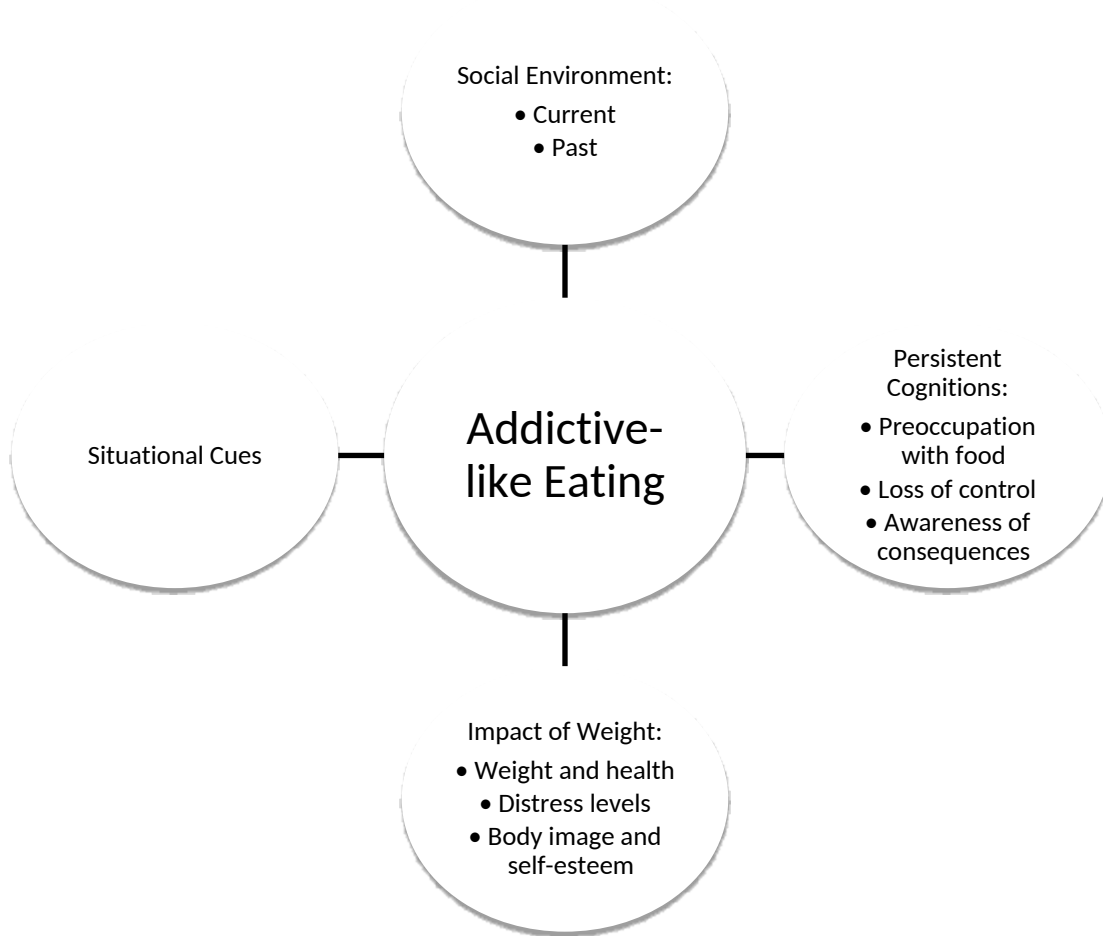 Social Environment:
• Current
• Past
Situational Cues
Addictive-
like Eating
Persistent
Cognitions:
• Preoccupation
with food
• Loss of control
• Awareness of
consequences
Impact of Weight:
• Weight and health
• Distress levels
• Body image and
self-esteem